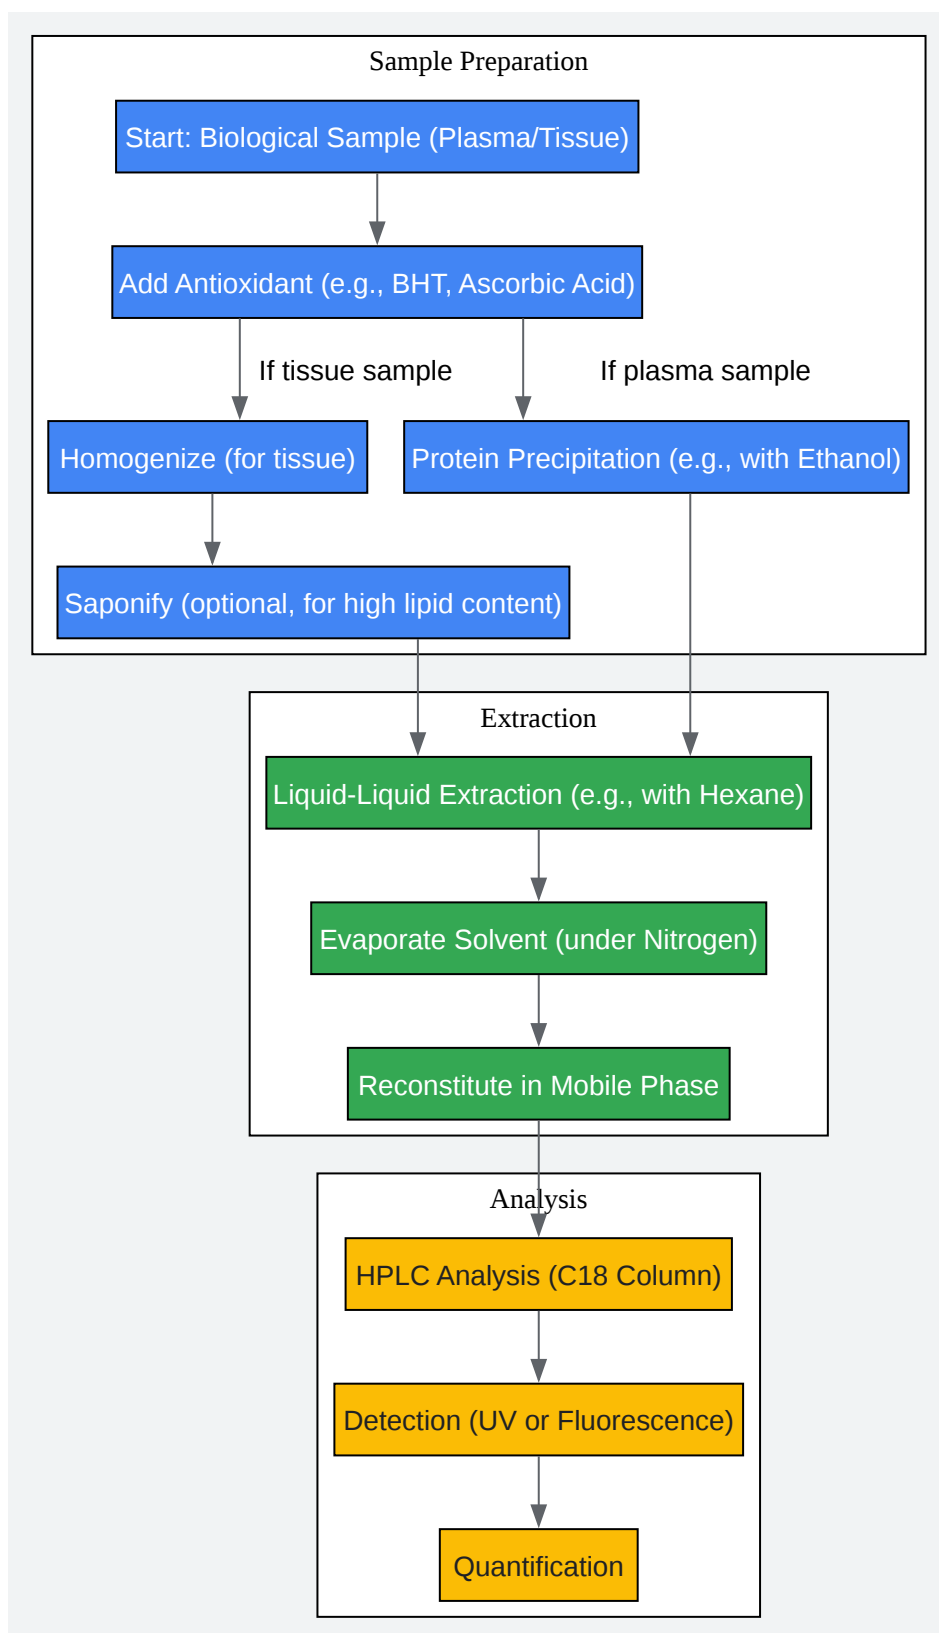 Sample Preparation
Start: Biological Sample (Plasma/Tissue)
Add Antioxidant (e.g., BHT, Ascorbic Acid)
If tissue sample
If plasma sample
Homogenize (for tissue)
Protein Precipitation (e.g., with Ethanol)
Saponify (optional, for high lipid content)
Extraction
Liquid-Liquid Extraction (e.g., with Hexane)
Evaporate Solvent (under Nitrogen)
Reconstitute in Mobile Phase
Analysis
HPLC Analysis (C18 Column)
Detection (UV or Fluorescence)
Quantification